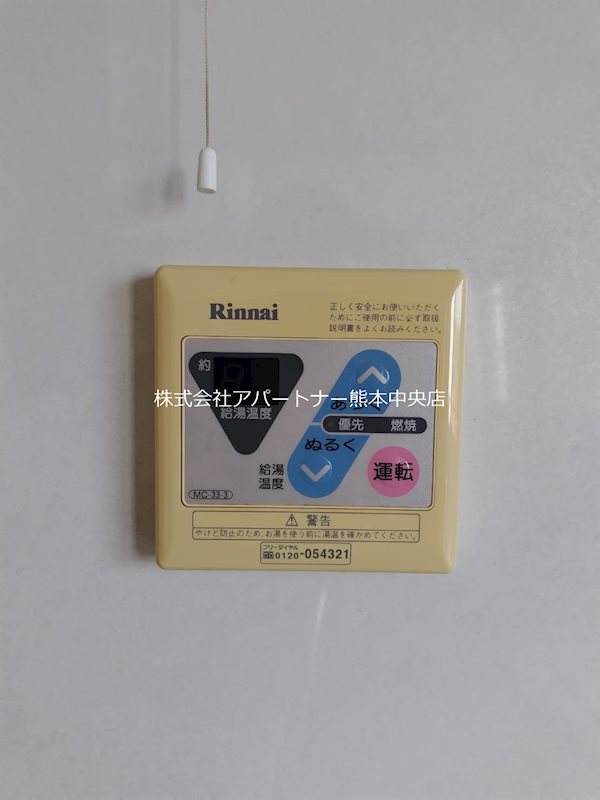 Rinnai
正しく安全にお使いいただく
ためにご使用の前に必ず取扱
説明書をよくお読みください。
約
給湯温度
株式会社アパートナー熊本中央店
あつく
優先 燃焼
ぬるく
給湯
温度
運転
MC-33-3
⚠ 警告
やけど防止のため、お湯を使う前に湯温を確かめてください。
フリーダイヤル
0120-054321